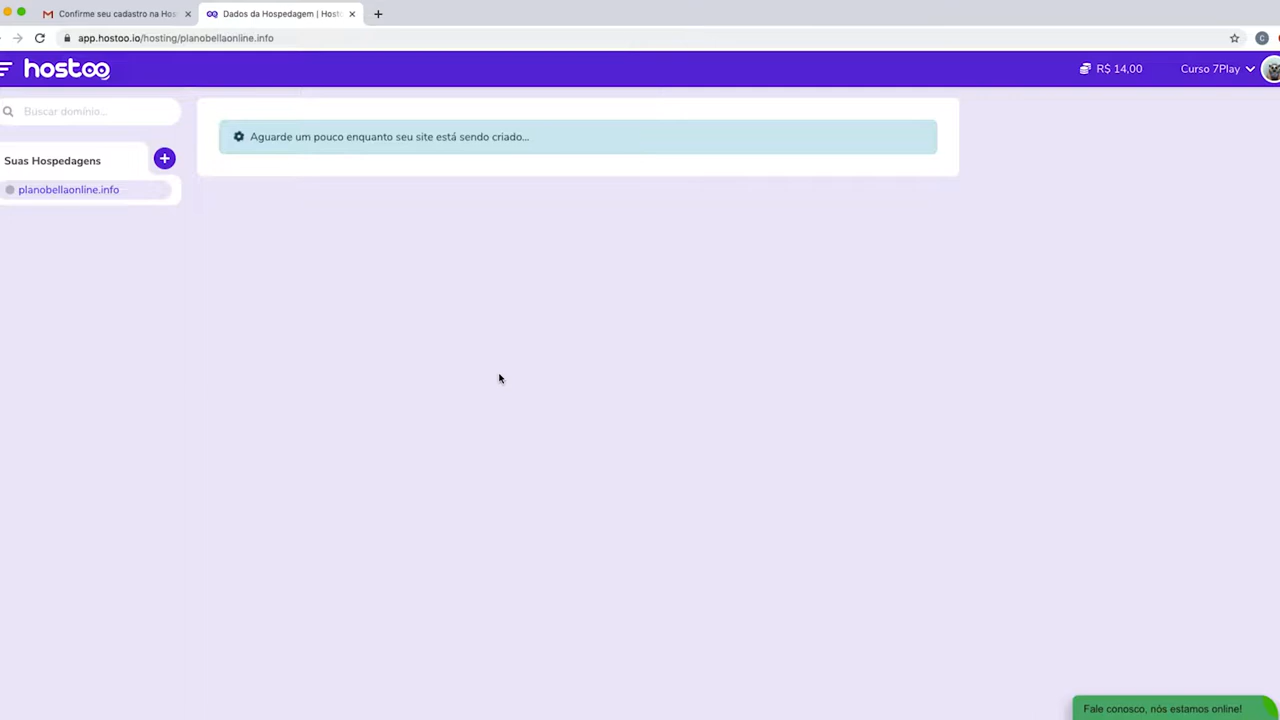 Confirme seu cadastro na Hos
Dados da Hospedagem | Hosto
app.hostoo.io/hosting/planobellaonline.info
C
hostoo
R$ 14,00
Curso 7Play
Buscar domínio...
Aguarde um pouco enquanto seu site está sendo criado...
Suas Hospedagens
planobellaonline.info
Fale conosco, nós estamos online!